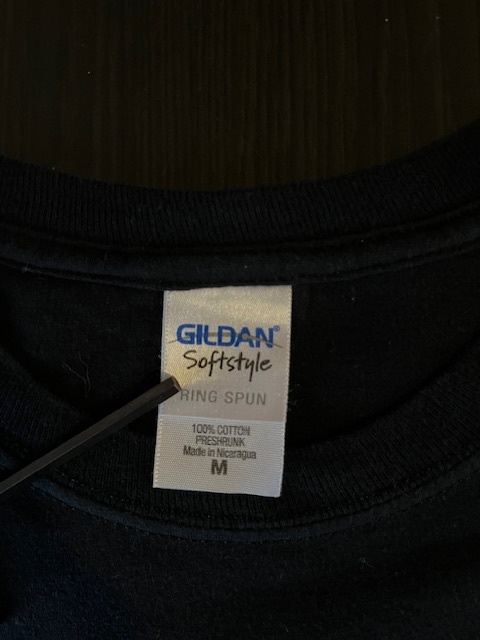 GILDAN®
Softstyle
RING SPUN
100% COTTON
PRESHRUNK
Made in Nicaragua
M